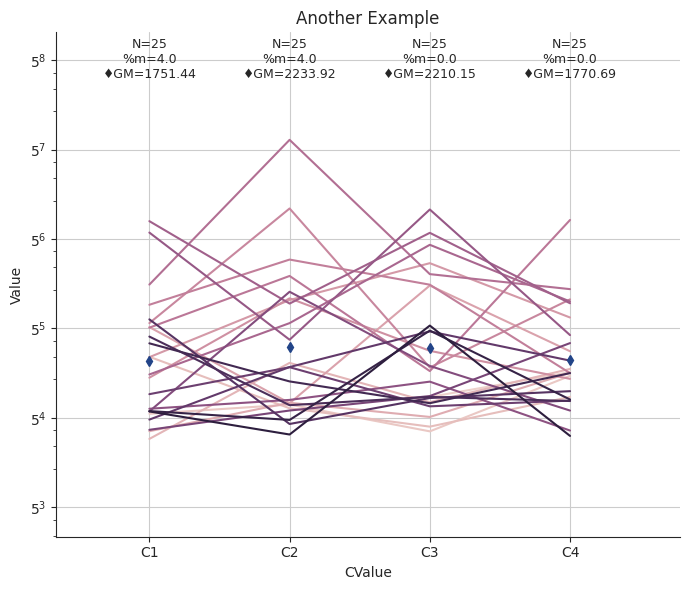 Another Example
N=25 N=25 N=25 N=25
%m=4.0 %m=4.0 %m=0.0 %m=0.0
♦GM=1751.44 ♦GM=2233.92 ♦GM=2210.15 ♦GM=1770.69
5⁸
5⁷
5⁶
5⁵
5⁴
5³
Value
C1 C2 C3 C4
CValue